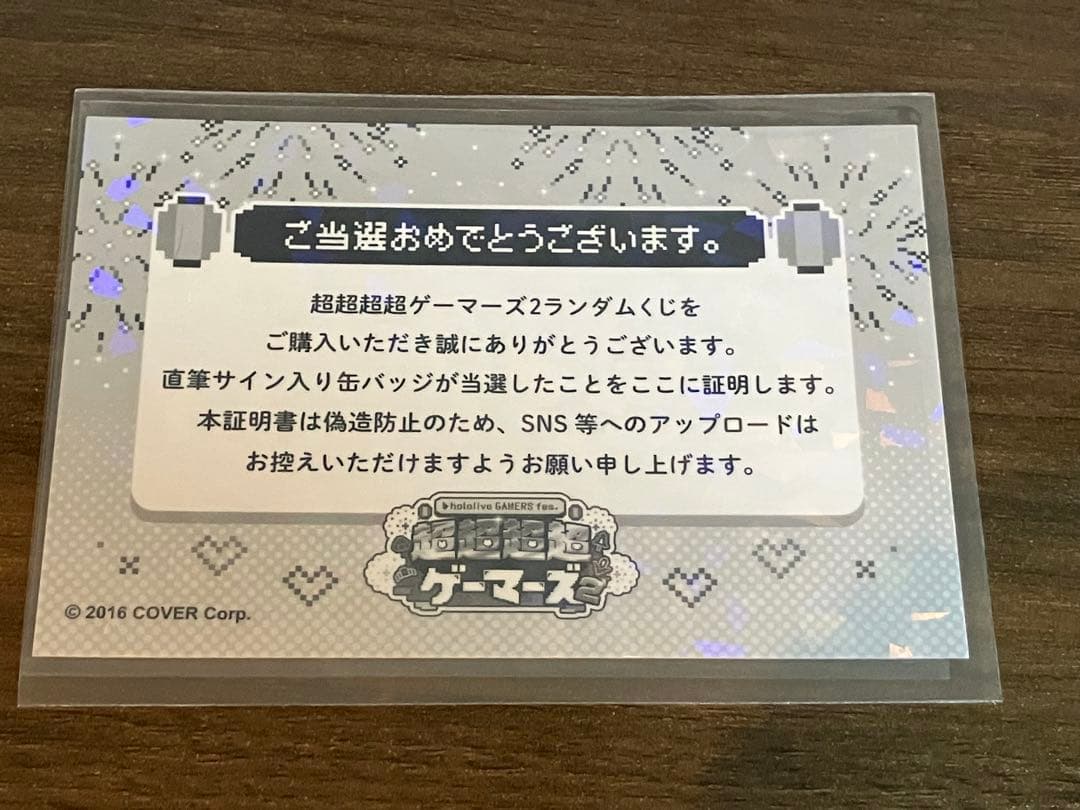 ご当選おめでとうございます。
超超超超ゲーマーズ2ランダムくじを
ご購入いただき誠にありがとうございます。
直筆サイン入り缶バッジが当選したことをここに証明します。
本証明書は偽造防止のため、SNS 等へのアップロードは
お控えいただけますようお願い申し上げます。
hololive GAMERS fes.
超超超超
ゲーマーズ2
© 2016 COVER Corp.